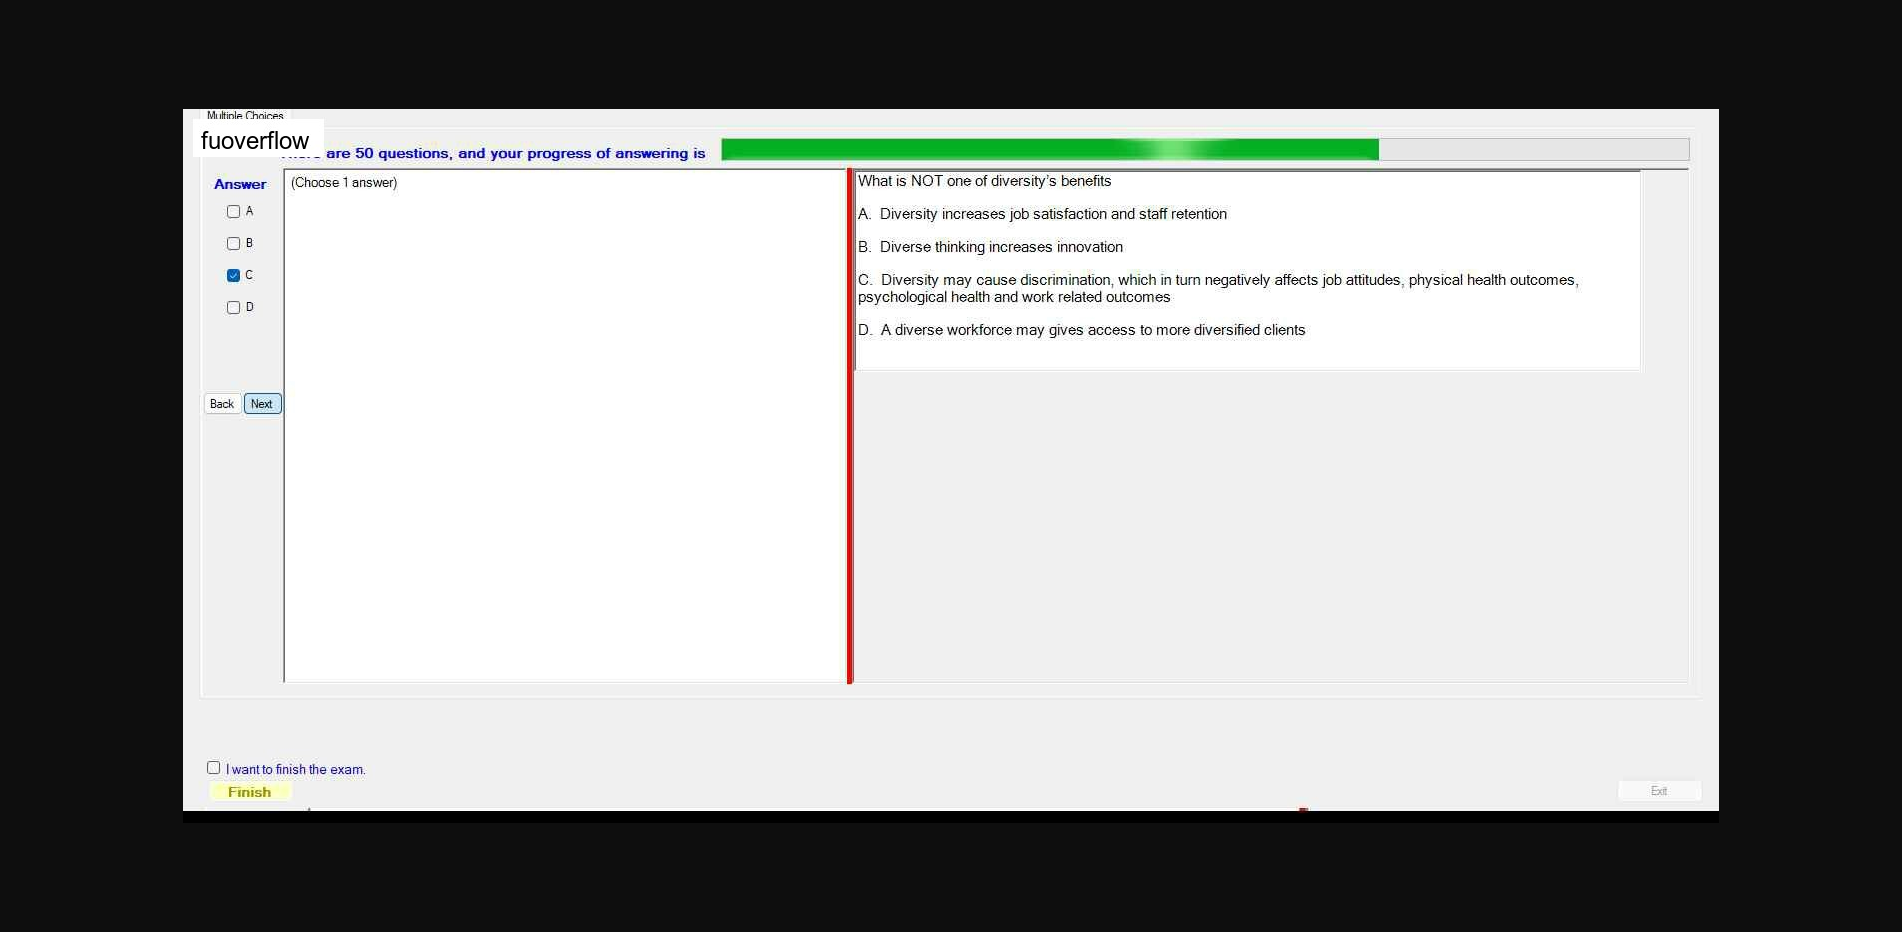 Multiple Choices
fuoverflow
are 50 questions, and your progress of answering is
Answer
(Choose 1 answer)
A
B
C
D
Back
Next
What is NOT one of diversity's benefits
A. Diversity increases job satisfaction and staff retention
B. Diverse thinking increases innovation
C. Diversity may cause discrimination, which in turn negatively affects job attitudes, physical health outcomes,
psychological health and work related outcomes
D. A diverse workforce may gives access to more diversified clients
I want to finish the exam.
Finish
Exit